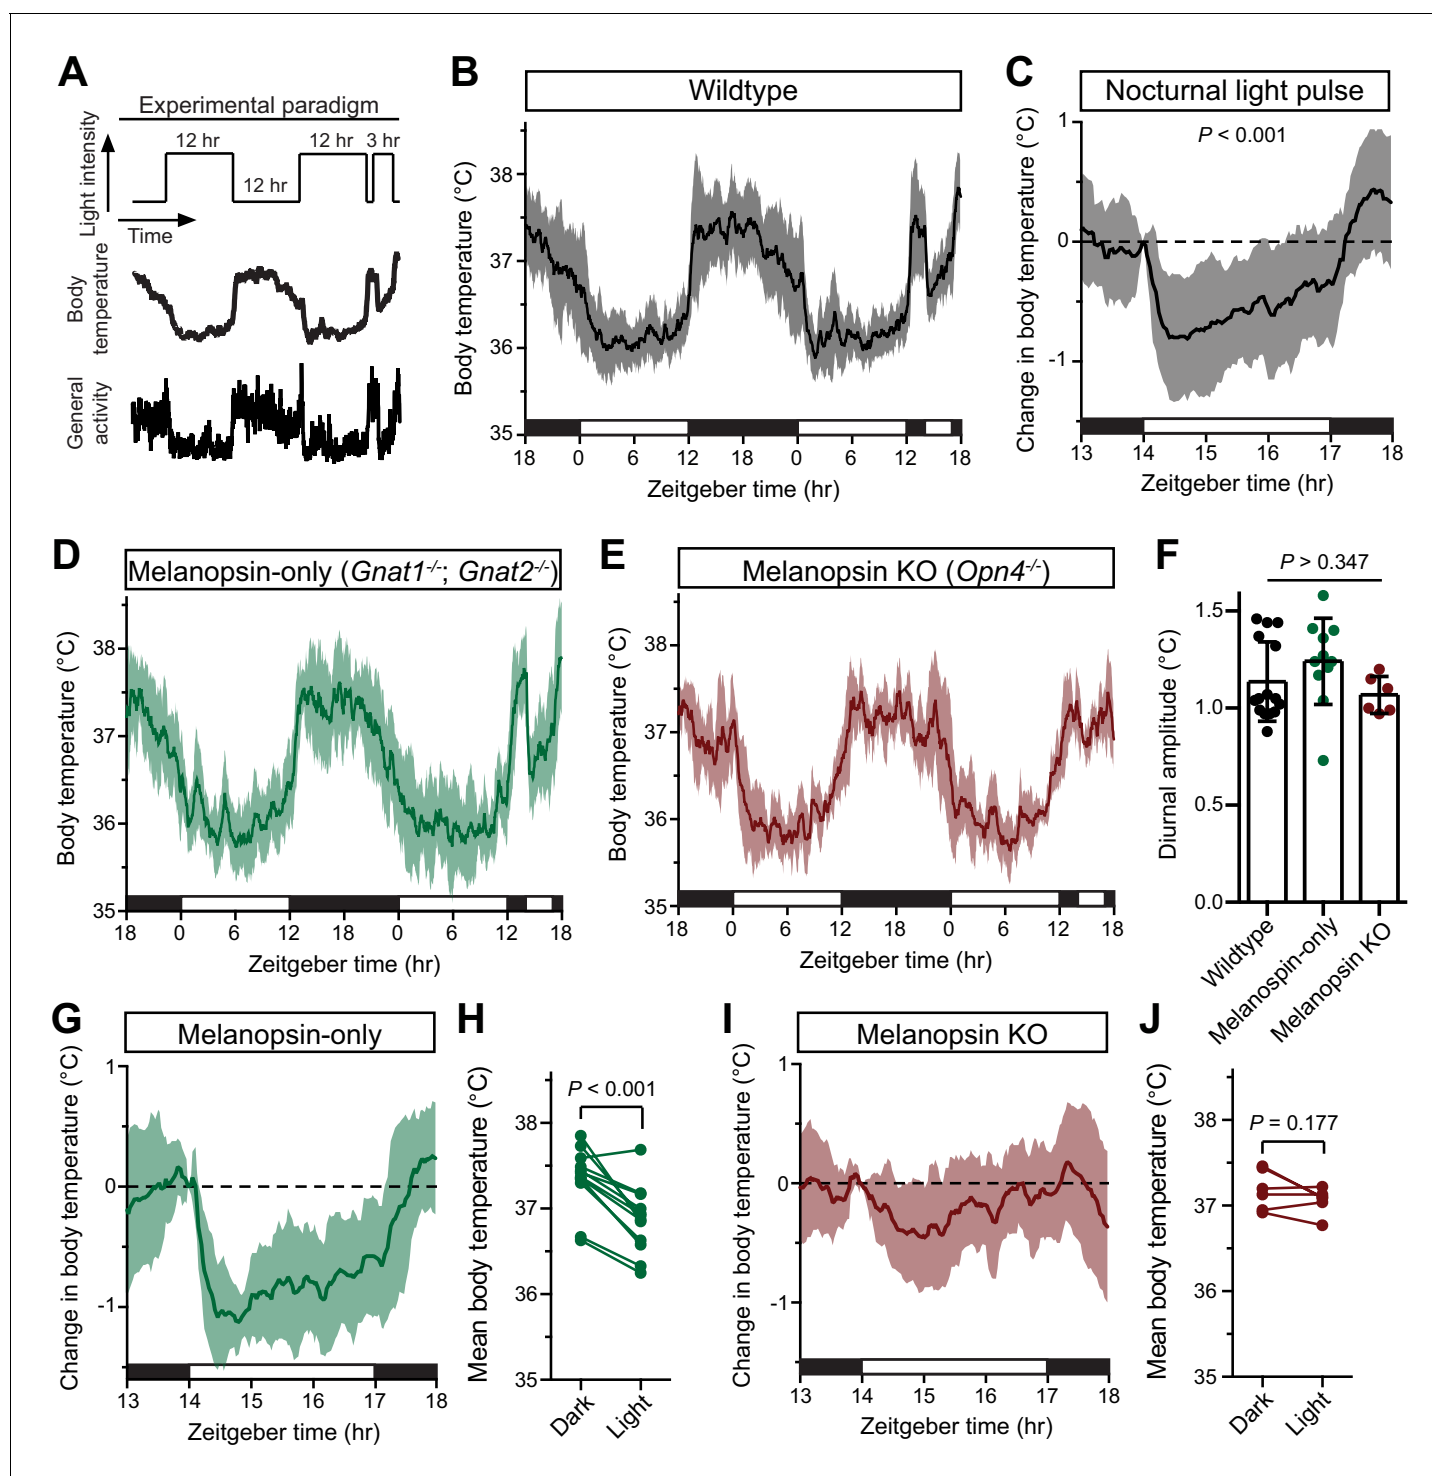 A
Experimental paradigm
Light intensity
12 hr
12 hr
3 hr
12 hr
Time
Body
temperature
General
activity
B
Wildtype
Body temperature (°C)
38
37
36
35
18 0 6 12 18 0 6 12 18
Zeitgeber time (hr)
C
Nocturnal light pulse
P < 0.001
Change in body temperature (°C)
1
0
-1
13 14 15 16 17 18
Zeitgeber time (hr)
D
Melanopsin-only (Gnat1-/-; Gnat2-/-)
Body temperature (°C)
38
37
36
35
18 0 6 12 18 0 6 12 18
Zeitgeber time (hr)
E
Melanopsin KO (Opn4-/-)
Body temperature (°C)
38
37
36
35
18 0 6 12 18 0 6 12 18
Zeitgeber time (hr)
F
P > 0.347
Diurnal amplitude (°C)
1.5
1.0
0.5
0.0
Wildtype
Melanospin-only
Melanopsin KO
G
Melanopsin-only
Change in body temperature (°C)
1
0
-1
13 14 15 16 17 18
Zeitgeber time (hr)
H
P < 0.001
Mean body temperature (°C)
38
37
36
35
Dark
Light
I
Melanopsin KO
Change in body temperature (°C)
1
0
-1
13 14 15 16 17 18
Zeitgeber time (hr)
J
P = 0.177
Mean body temperature (°C)
38
37
36
35
Dark
Light